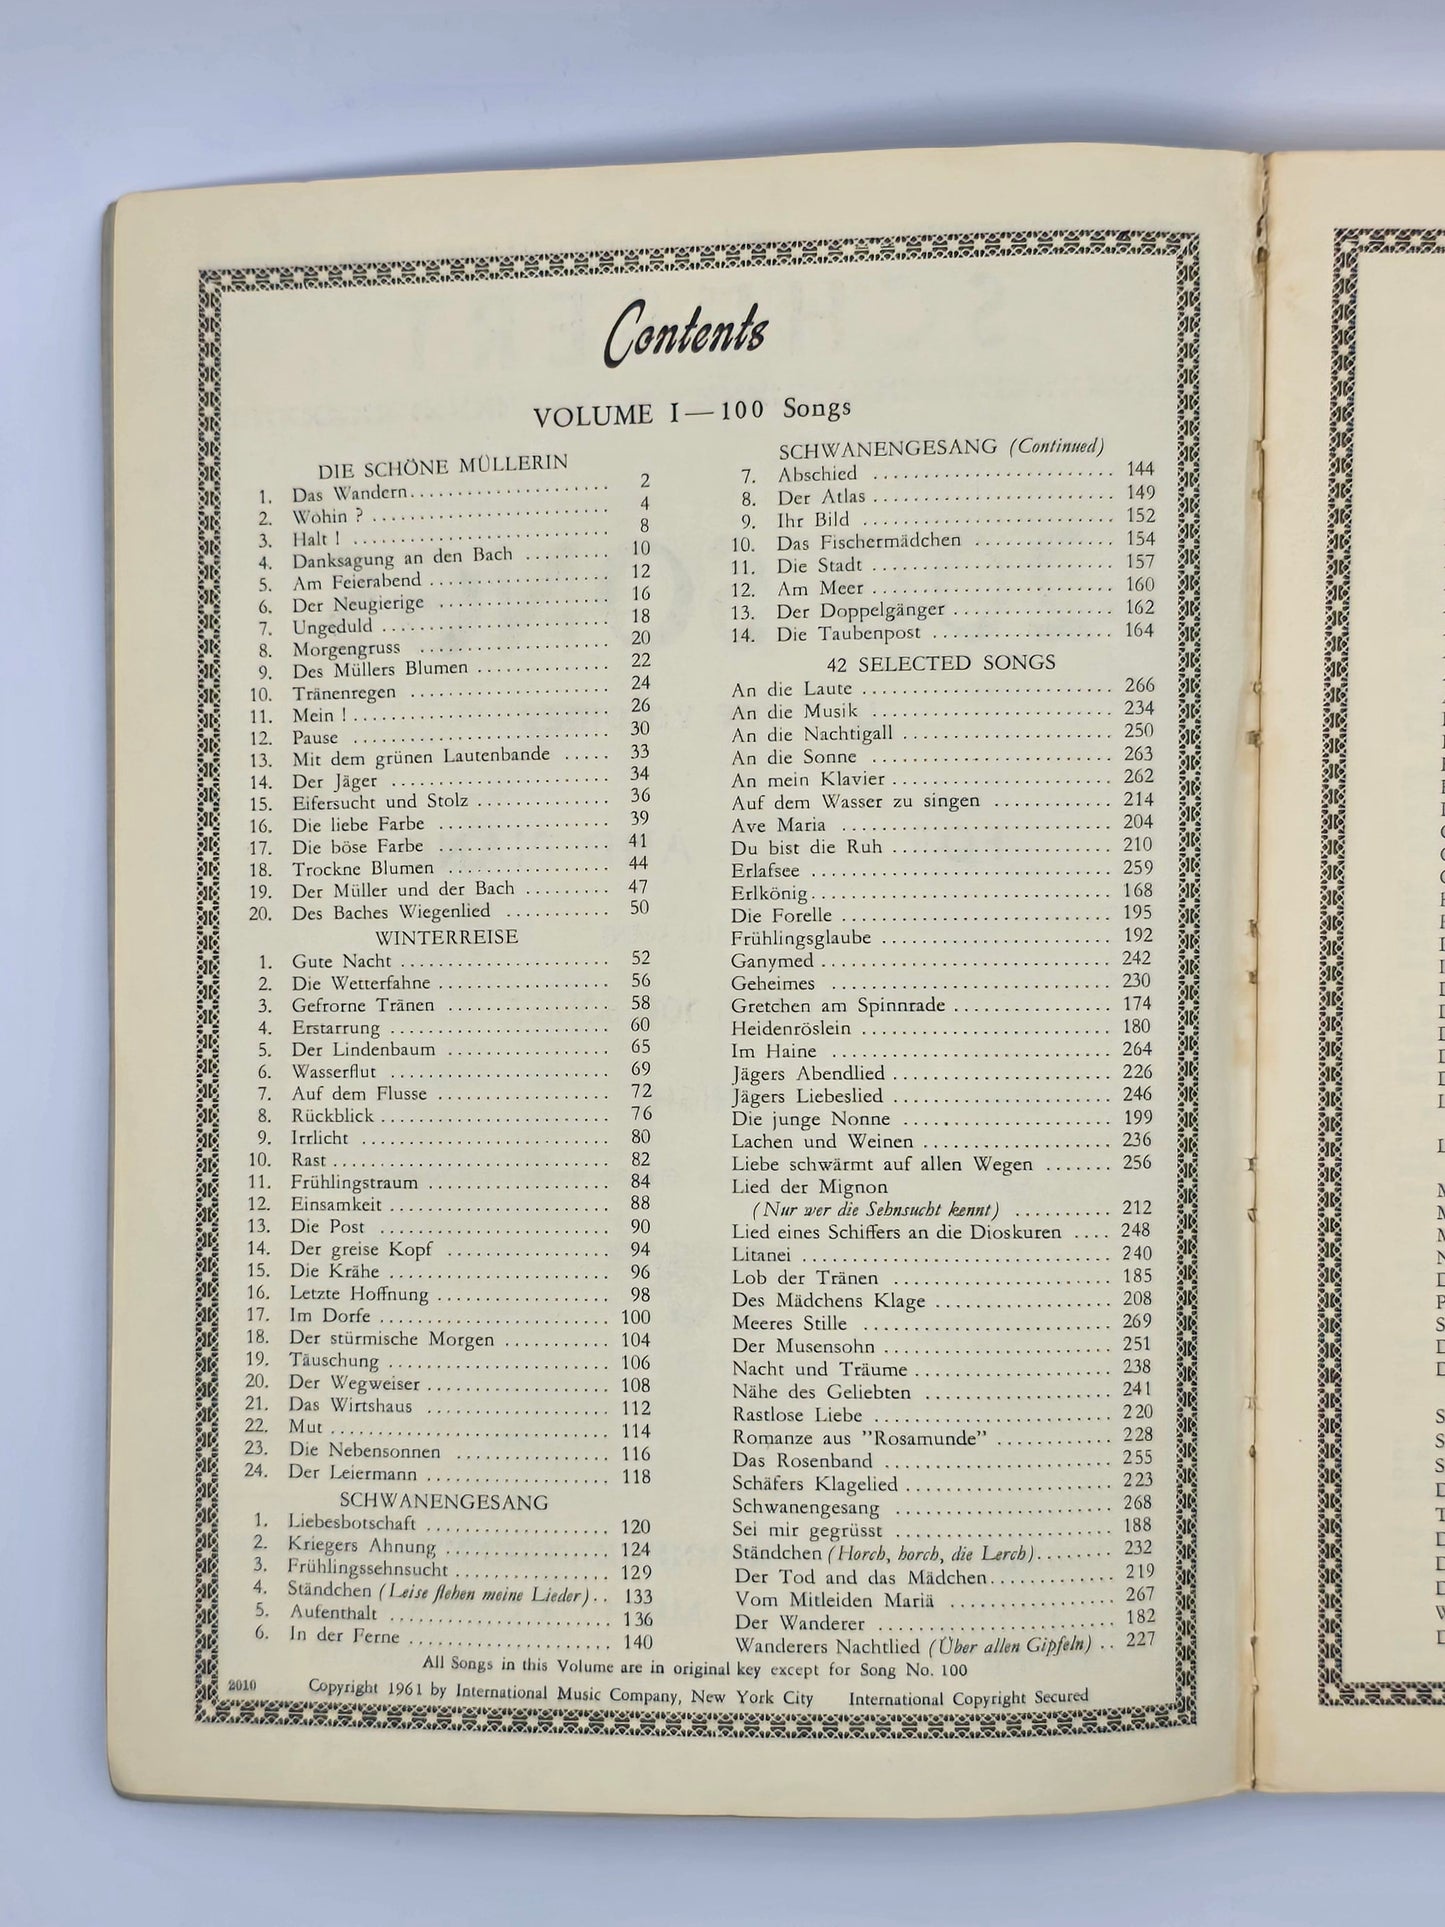 Contents
VOLUME I—100 Songs
DIE SCHÖNE MÜLLERIN
1. Das Wandern 2
2. Wohin ? 4
3. Halt ! 8
4. Danksagung an den Bach 10
5. Am Feierabend 12
6. Der Neugierige 16
7. Ungeduld 18
8. Morgengruss 20
9. Des Müllers Blumen 22
10. Tränenregen 24
11. Mein ! 26
12. Pause 30
13. Mit dem grünen Lautenbande 33
14. Der Jäger 34
15. Eifersucht und Stolz 36
16. Die liebe Farbe 39
17. Die böse Farbe 41
18. Trockne Blumen 44
19. Der Müller und der Bach 47
20. Des Baches Wiegenlied 50
WINTERREISE
1. Gute Nacht 52
2. Die Wetterfahne 56
3. Gefrorne Tränen 58
4. Erstarrung 60
5. Der Lindenbaum 65
6. Wasserflut 69
7. Auf dem Flusse 72
8. Rückblick 76
9. Irrlicht 80
10. Rast 82
11. Frühlingstraum 84
12. Einsamkeit 88
13. Die Post 90
14. Der greise Kopf 94
15. Die Krähe 96
16. Letzte Hoffnung 98
17. Im Dorfe 100
18. Der stürmische Morgen 104
19. Täuschung 106
20. Der Wegweiser 108
21. Das Wirtshaus 112
22. Mut 114
23. Die Nebensonnen 116
24. Der Leiermann 118
SCHWANENGESANG
1. Liebesbotschaft 120
2. Kriegers Ahnung 124
3. Frühlingssehnsucht 129
4. Ständchen (Leise flehen meine Lieder) 133
5. Aufenthalt 136
6. In der Ferne 140
SCHWANENGESANG (Continued)
7. Abschied 144
8. Der Atlas 149
9. Ihr Bild 152
10. Das Fischermädchen 154
11. Die Stadt 157
12. Am Meer 160
13. Der Doppelgänger 162
14. Die Taubenpost 164
42 SELECTED SONGS
An die Laute 266
An die Musik 234
An die Nachtigall 250
An die Sonne 263
An mein Klavier 262
Auf dem Wasser zu singen 214
Ave Maria 204
Du bist die Ruh 210
Erlafsee 259
Erlkönig 168
Die Forelle 195
Frühlingsglaube 192
Ganymed 242
Geheimes 230
Gretchen am Spinnrade 174
Heidenröslein 180
Im Haine 264
Jägers Abendlied 226
Jägers Liebeslied 246
Die junge Nonne 199
Lachen und Weinen 236
Liebe schwärmt auf allen Wegen 256
Lied der Mignon
(Nur wer die Sehnsucht kennt) 212
Lied eines Schiffers an die Dioskuren 248
Litanei 240
Lob der Tränen 185
Des Mädchens Klage 208
Meeres Stille 269
Der Musensohn 251
Nacht und Träume 238
Nähe des Geliebten 241
Rastlose Liebe 220
Romanze aus "Rosamunde" 228
Das Rosenband 255
Schäfers Klagelied 223
Schwanengesang 268
Sei mir gegrüsst 188
Ständchen (Horch, horch, die Lerch) 232
Der Tod and das Mädchen 219
Vom Mitleiden Mariä 267
Der Wanderer 182
Wanderers Nachtlied (Über allen Gipfeln) 227
All Songs in this Volume are in original key except for Song No. 100
2010 Copyright 1961 by International Music Company, New York City International Copyright Secured